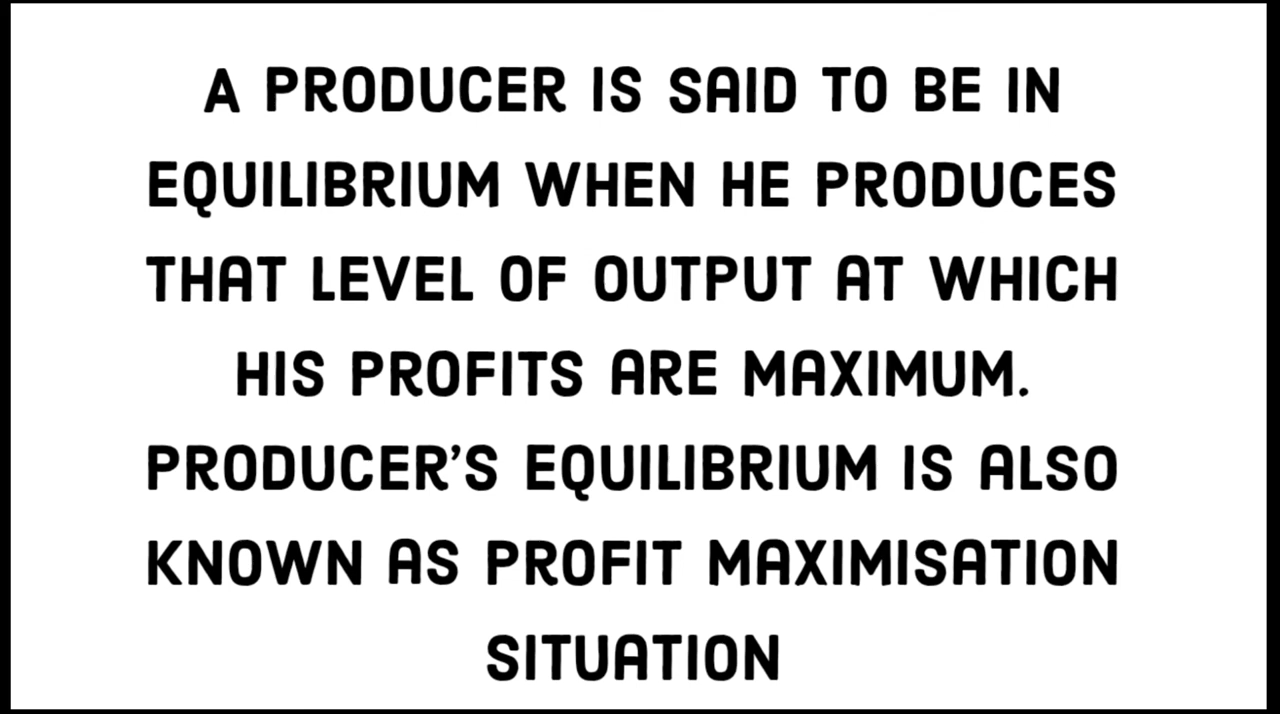 A PRODUCER IS SAID TO BE IN
EQUILIBRIUM WHEN HE PRODUCES
THAT LEVEL OF OUTPUT AT WHICH
HIS PROFITS ARE MAXIMUM.
PRODUCER’S EQUILIBRIUM IS ALSO
KNOWN AS PROFIT MAXIMISATION
SITUATION